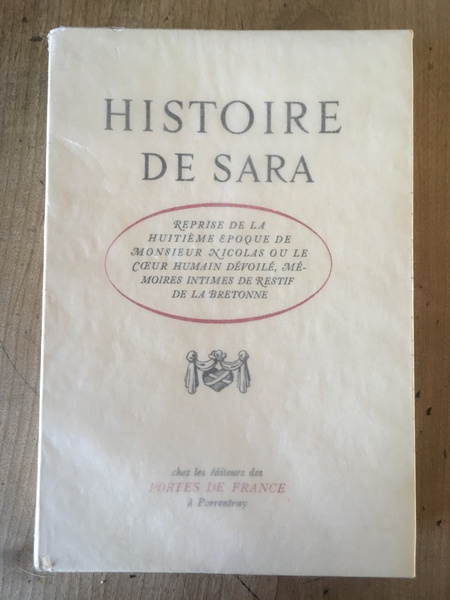 HISTOIRE
DE SARA
REPRISE DE LA
HUITIÈME EPOQUE DE
MONSIEUR NICOLAS OU LE
CŒUR HUMAIN DÉVOILÉ, MÉ-
MOIRES INTIMES DE RESTIF
DE LA BRETONNE
chez les éditeurs des
PORTES DE FRANCE
à Porrentruy